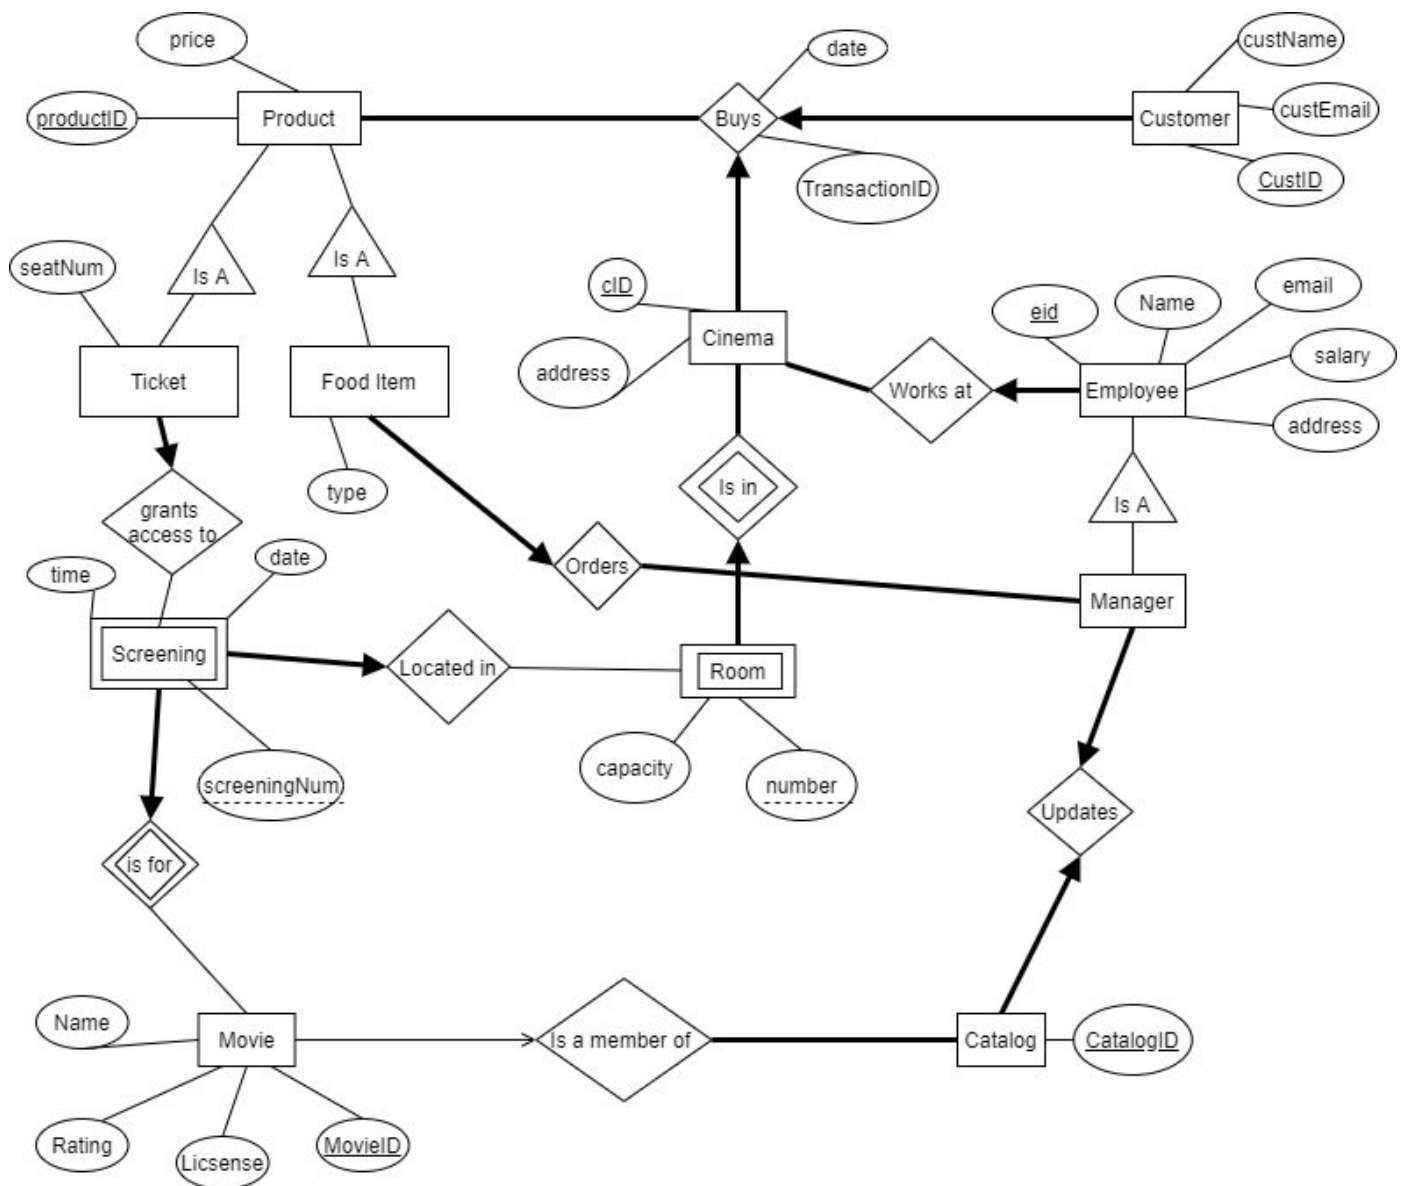 price
date
custName
productID
Product
Buys
Customer
custEmail
TransactionID
CustID
seatNum
Is A
Is A
cID
eid
Name
email
Cinema
address
salary
Ticket
Food Item
Works at
Employee
address
type
Is in
Is A
grants
access to
date
time
Orders
Manager
Screening
Located in
Room
screeningNum
capacity
number
Updates
is for
Name
Movie
Is a member of
Catalog
CatalogID
Rating
Licsense
MovieID